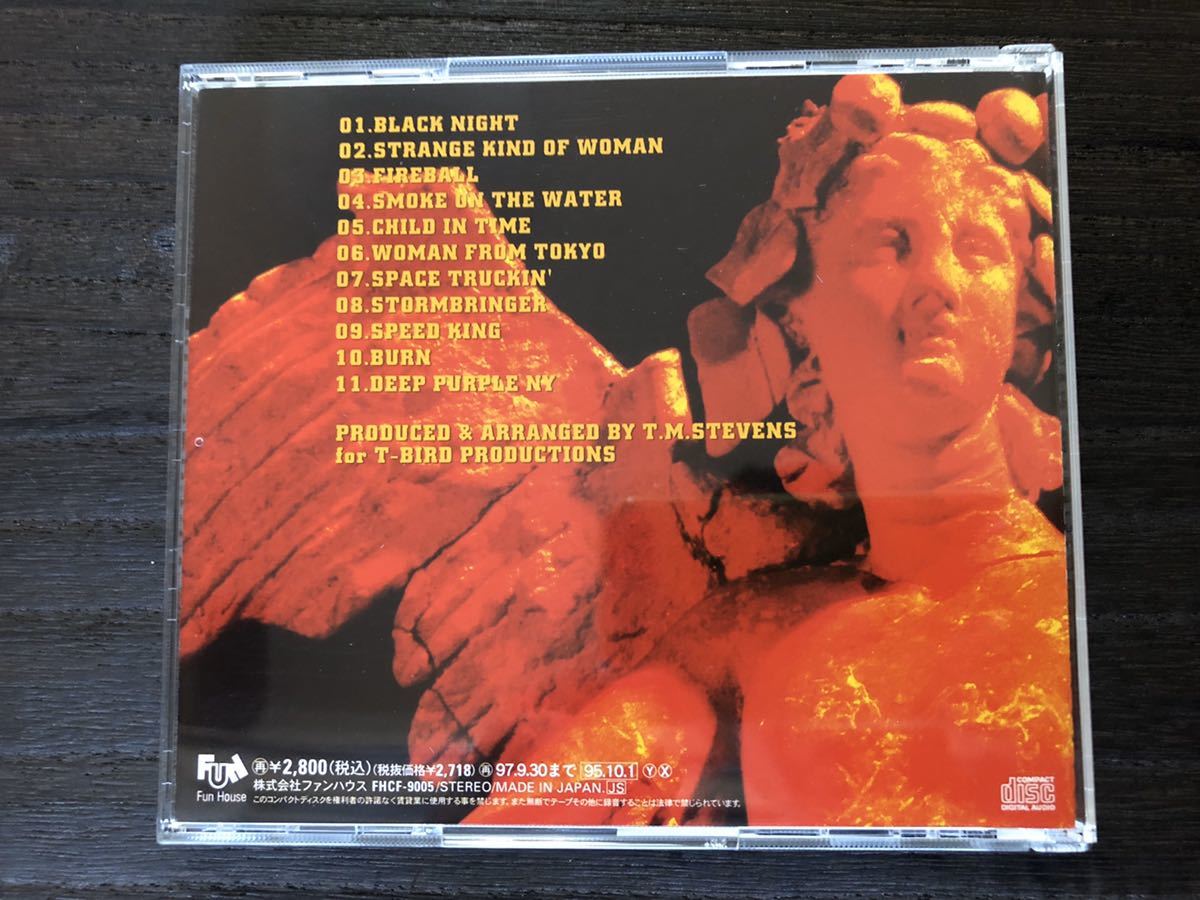 01.BLACK NIGHT
02.STRANGE KIND OF WOMAN
03.FIREBALL
04.SMOKE ON THE WATER
05.CHILD IN TIME
06.WOMAN FROM TOKYO
07.SPACE TRUCKIN'
08.STORMBRINGER
09.SPEED KING
10.BURN
11.DEEP PURPLE NY
PRODUCED & ARRANGED BY T.M.STEVENS
for T-BIRD PRODUCTIONS
FUN
Fun House
再¥2,800(税込)(税抜価格¥2,718)再97.9.30まで 95.10.1 Y X
株式会社ファンハウス FHCF-9005/STEREO/MADE IN JAPAN. JS
このコンパクトディスクを権利者の許諾なく賃貸業に使用する事を禁じます。また無断でテープその他に録音することは法律で禁じられています。
COMPACT
disc
DIGITAL AUDIO